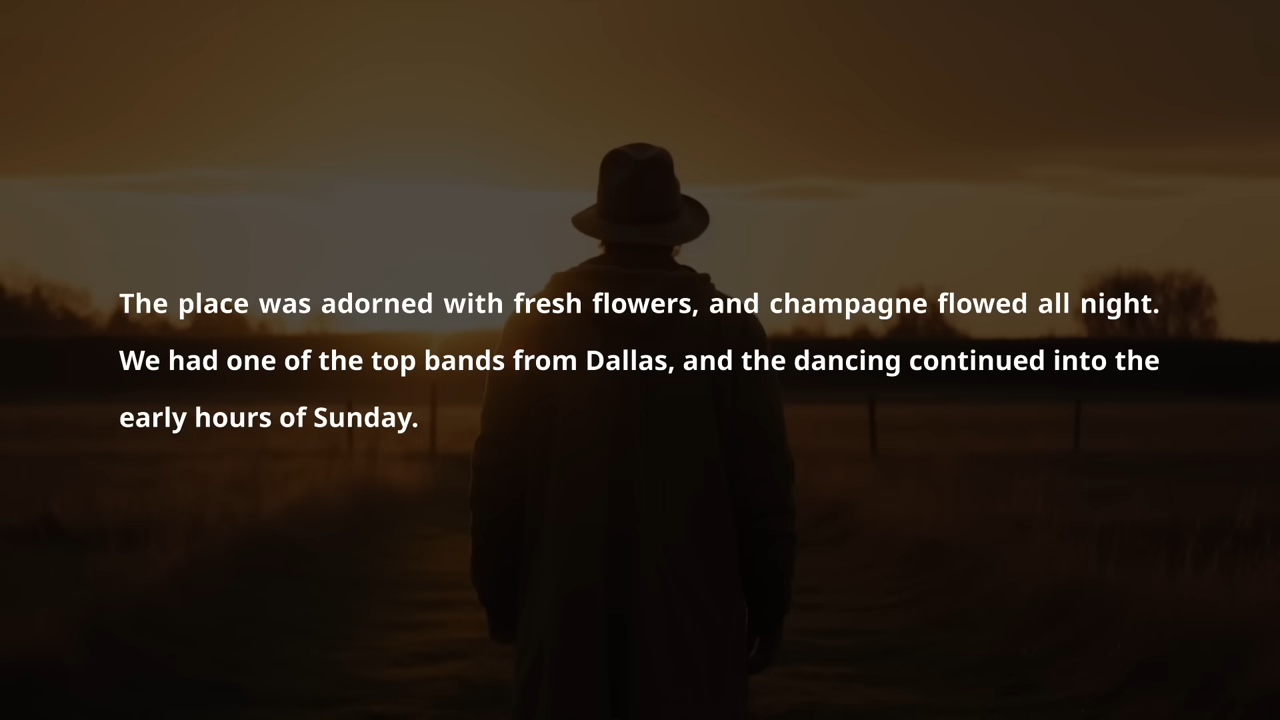 The place was adorned with fresh flowers, and champagne flowed all night.
We had one of the top bands from Dallas, and the dancing continued into the
early hours of Sunday.